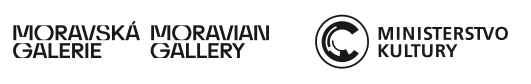 MORAVSKÁ
GALERIE
MORAVIAN
GALLERY
MINISTERSTVO
KULTURY